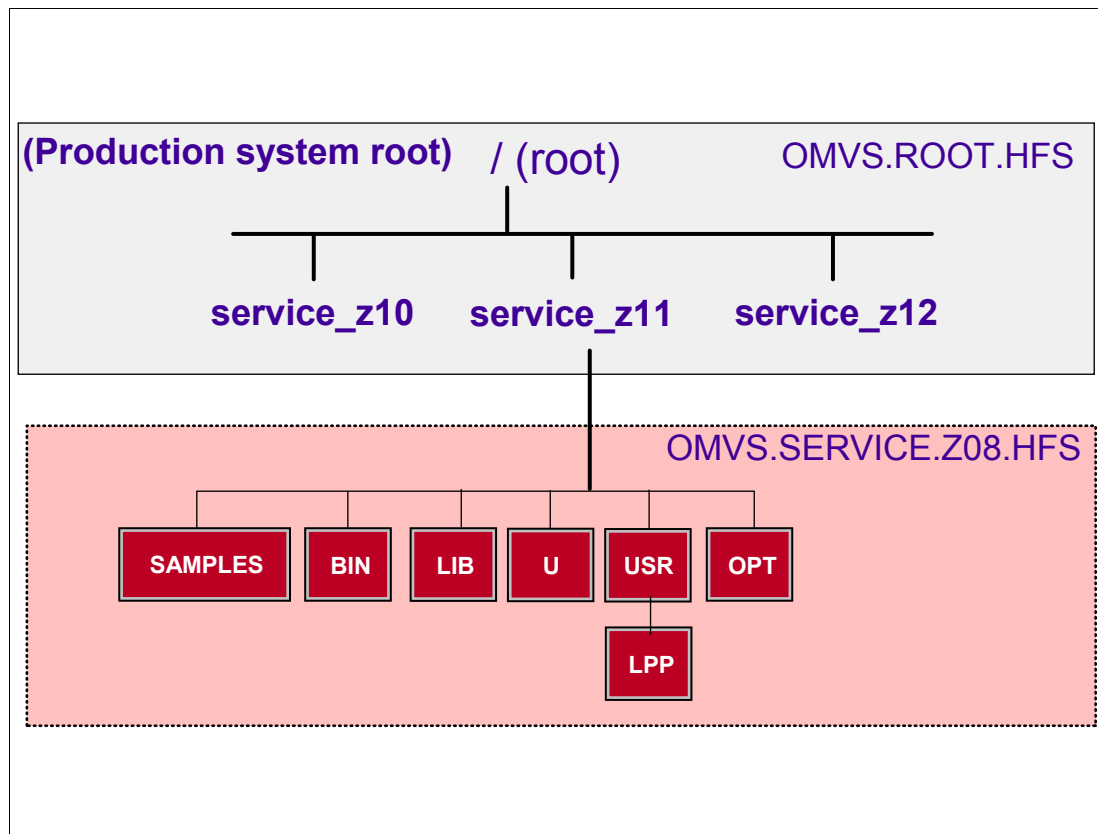 (Production system root) / (root) OMVS.ROOT.HFS
service_z10 service_z11 service_z12
OMVS.SERVICE.Z08.HFS
SAMPLES BIN LIB U USR OPT
LPP